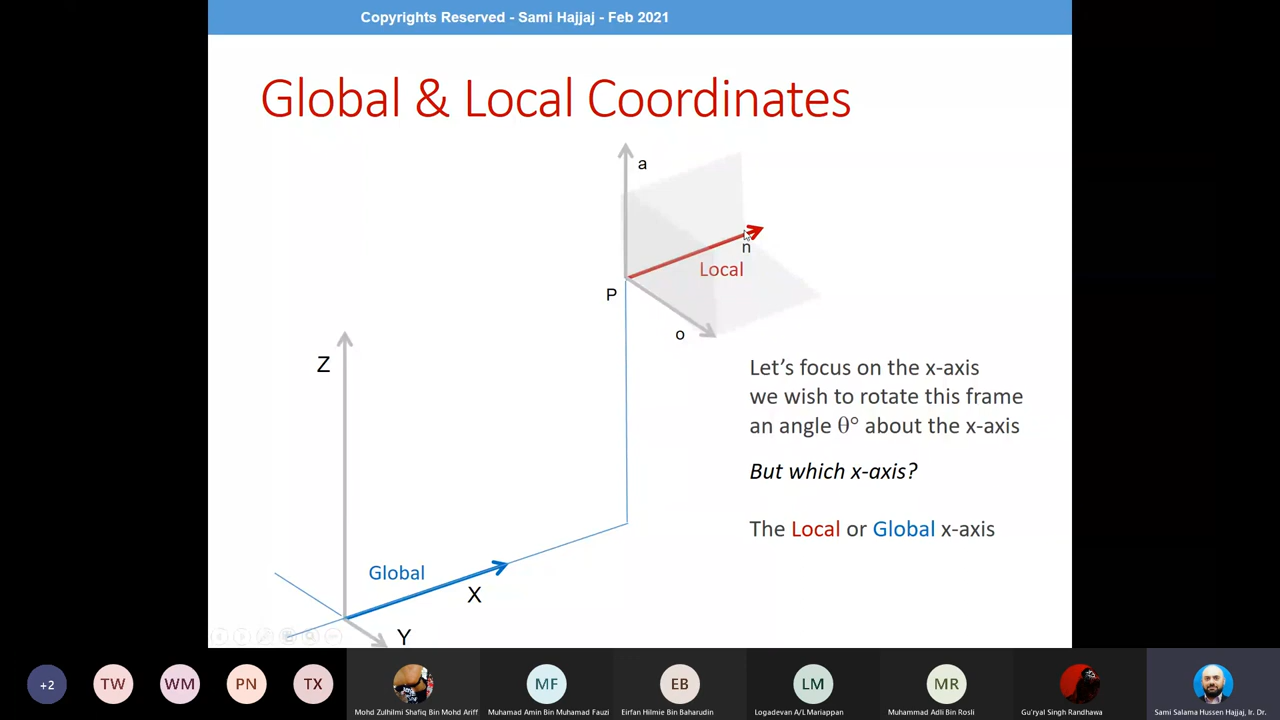 Copyrights Reserved - Sami Hajjaj - Feb 2021
Global & Local Coordinates
a
n
Local
P
o
Z
Let's focus on the x-axis
we wish to rotate this frame
an angle θ° about the x-axis
But which x-axis?
The Local or Global x-axis
Global
X
Y
+2
TW
WM
PN
TX
MF
EB
LM
MR
Mohd Zulhilmi Shafiq Bin Mohd Ariff
Muhamad Amin Bin Muhamad Fauzi
Eirfan Hilmie Bin Baharudin
Logadevan A/L Mariappan
Muhammad Adli Bin Rosli
Gu'ryal Singh Randhawa
Sami Salama Hussen Hajjaj, Ir. Dr.